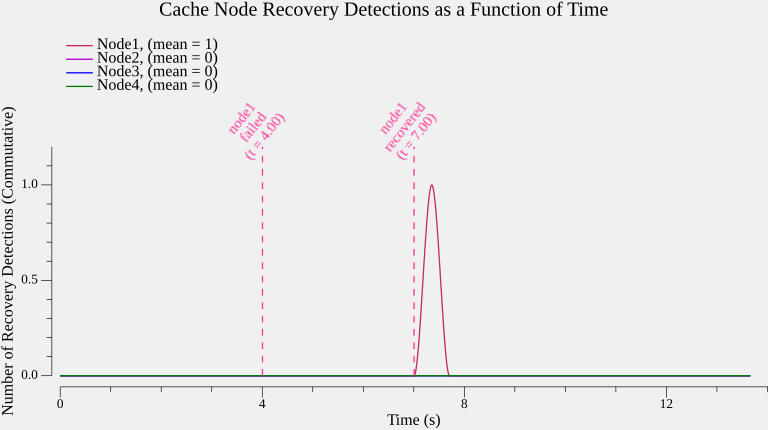 Cache Node Recovery Detections as a Function of Time
Node1, (mean = 1)
Node2, (mean = 0)
Node3, (mean = 0)
Node4, (mean = 0)
node1
failed
(t = 4.00)
node1
recovered
(t = 7.00)
Number of Recovery Detections (Commutative)
1.0
0.5
0.0
0
4
8
12
Time (s)